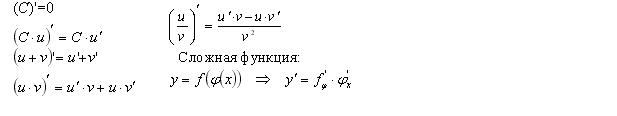 (C)'=0
(C·u)′ = C·u′
(u+v)'=u'+v'
(u·v)′ = u′·v+u·v′
(u/v)′ = (u′·v−u·v′)/v²
Сложная функция:
y = f(φ(x)) ⇒ y′ = f′φ · φ′x